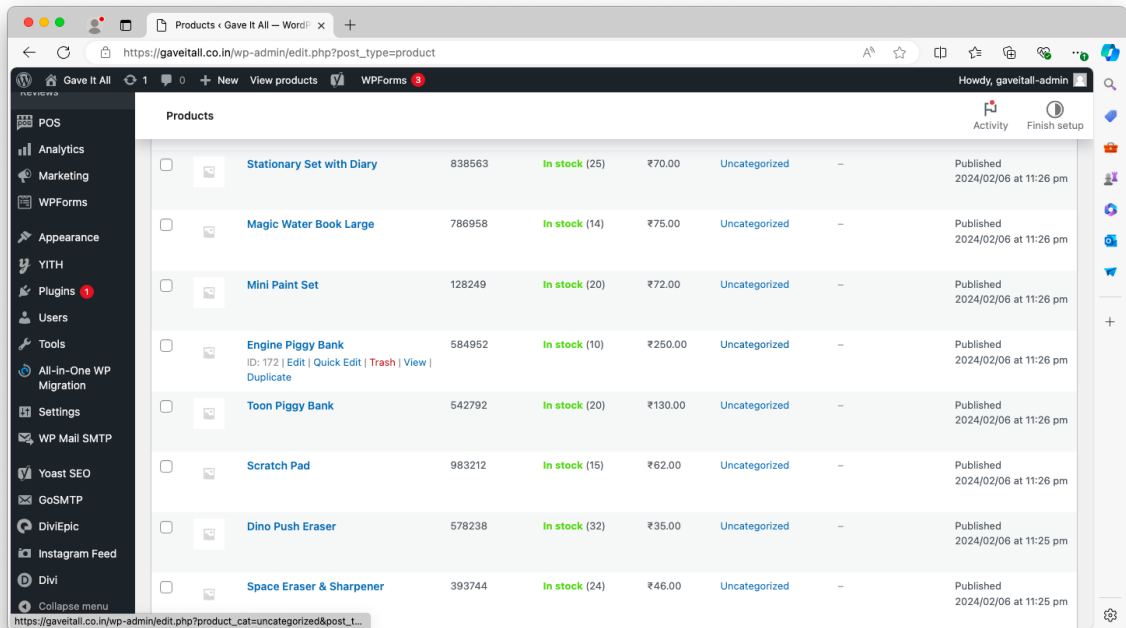 Products ‹ Gave It All — WordP
https://gaveitall.co.in/wp-admin/edit.php?post_type=product
Gave It All 1 0 New View products WPForms 3 Howdy, gaveitall-admin
Reviews
POS
Analytics
Marketing
WPForms
Appearance
YITH
Plugins 1
Users
Tools
All-in-One WP
Migration
Settings
WP Mail SMTP
Yoast SEO
GoSMTP
DiviEpic
Instagram Feed
Divi
Collapse menu
https://gaveitall.co.in/wp-admin/edit.php?product_cat=uncategorized&post_t...
Products
Activity Finish setup
Stationary Set with Diary 838563 In stock (25) ₹70.00 Uncategorized – Published
2024/02/06 at 11:26 pm
Magic Water Book Large 786958 In stock (14) ₹75.00 Uncategorized – Published
2024/02/06 at 11:26 pm
Mini Paint Set 128249 In stock (20) ₹72.00 Uncategorized – Published
2024/02/06 at 11:26 pm
Engine Piggy Bank 584952 In stock (10) ₹250.00 Uncategorized – Published
ID: 172 | Edit | Quick Edit | Trash | View | 2024/02/06 at 11:26 pm
Duplicate
Toon Piggy Bank 542792 In stock (20) ₹130.00 Uncategorized – Published
2024/02/06 at 11:26 pm
Scratch Pad 983212 In stock (15) ₹62.00 Uncategorized – Published
2024/02/06 at 11:26 pm
Dino Push Eraser 578238 In stock (32) ₹35.00 Uncategorized – Published
2024/02/06 at 11:25 pm
Space Eraser & Sharpener 393744 In stock (24) ₹46.00 Uncategorized – Published
2024/02/06 at 11:25 pm